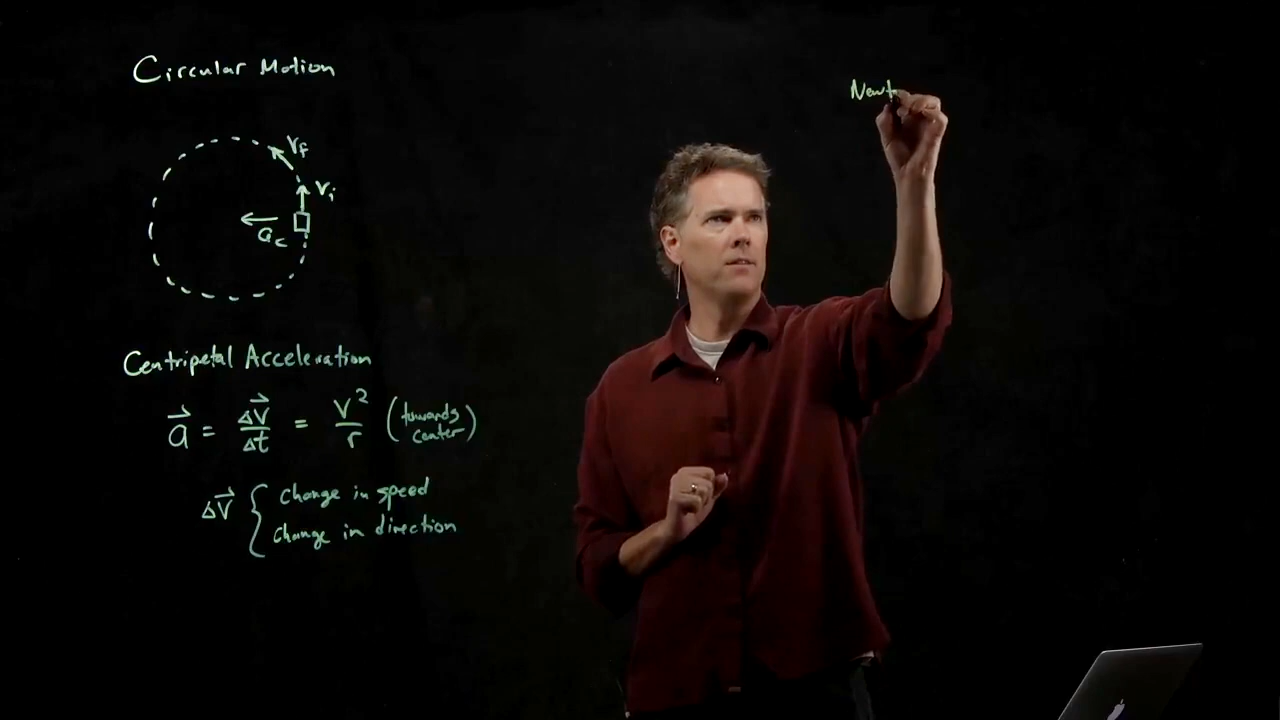 Circular Motion
vf
vi
ac
Centripetal Acceleration
a⃗ = Δv⃗/Δt = v²/r (towards center)
Δv⃗ { change in speed
change in direction
Newt